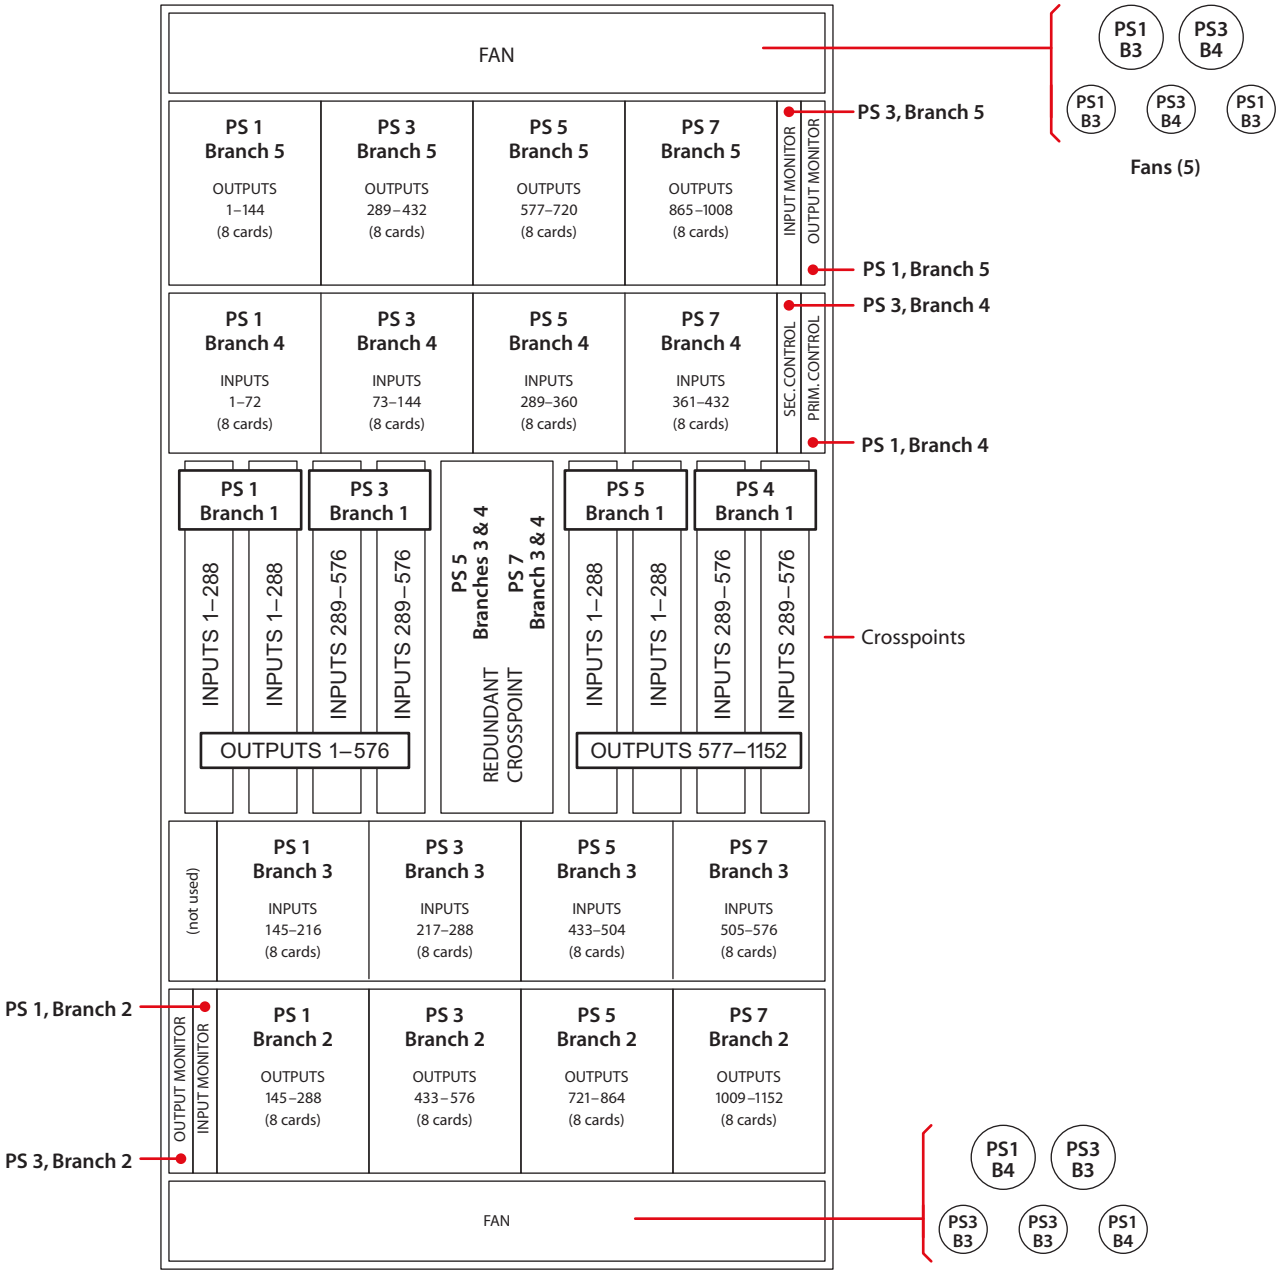 FAN
PS1
B3
PS3
B4
PS1
B3
PS3
B4
PS1
B3
Fans (5)
PS 1
Branch 5
OUTPUTS
1–144
(8 cards)
PS 3
Branch 5
OUTPUTS
289–432
(8 cards)
PS 5
Branch 5
OUTPUTS
577–720
(8 cards)
PS 7
Branch 5
OUTPUTS
865–1008
(8 cards)
INPUT MONITOR
OUTPUT MONITOR
PS 3, Branch 5
PS 1, Branch 5
PS 1
Branch 4
INPUTS
1–72
(8 cards)
PS 3
Branch 4
INPUTS
73–144
(8 cards)
PS 5
Branch 4
INPUTS
289–360
(8 cards)
PS 7
Branch 4
INPUTS
361–432
(8 cards)
SEC. CONTROL
PRIM. CONTROL
PS 3, Branch 4
PS 1, Branch 4
PS 1
Branch 1
PS 3
Branch 1
PS 5
Branches 3 & 4
PS 7
Branch 3 & 4
PS 5
Branch 1
PS 4
Branch 1
INPUTS 1–288
INPUTS 1–288
INPUTS 289–576
INPUTS 289–576
REDUNDANT
CROSSPOINT
INPUTS 1–288
INPUTS 1–288
INPUTS 289–576
INPUTS 289–576
Crosspoints
OUTPUTS 1–576
OUTPUTS 577–1152
(not used)
PS 1
Branch 3
INPUTS
145–216
(8 cards)
PS 3
Branch 3
INPUTS
217–288
(8 cards)
PS 5
Branch 3
INPUTS
433–504
(8 cards)
PS 7
Branch 3
INPUTS
505–576
(8 cards)
PS 1, Branch 2
PS 3, Branch 2
OUTPUT MONITOR
INPUT MONITOR
PS 1
Branch 2
OUTPUTS
145–288
(8 cards)
PS 3
Branch 2
OUTPUTS
433–576
(8 cards)
PS 5
Branch 2
OUTPUTS
721–864
(8 cards)
PS 7
Branch 2
OUTPUTS
1009–1152
(8 cards)
FAN
PS1
B4
PS3
B3
PS3
B3
PS3
B3
PS1
B4